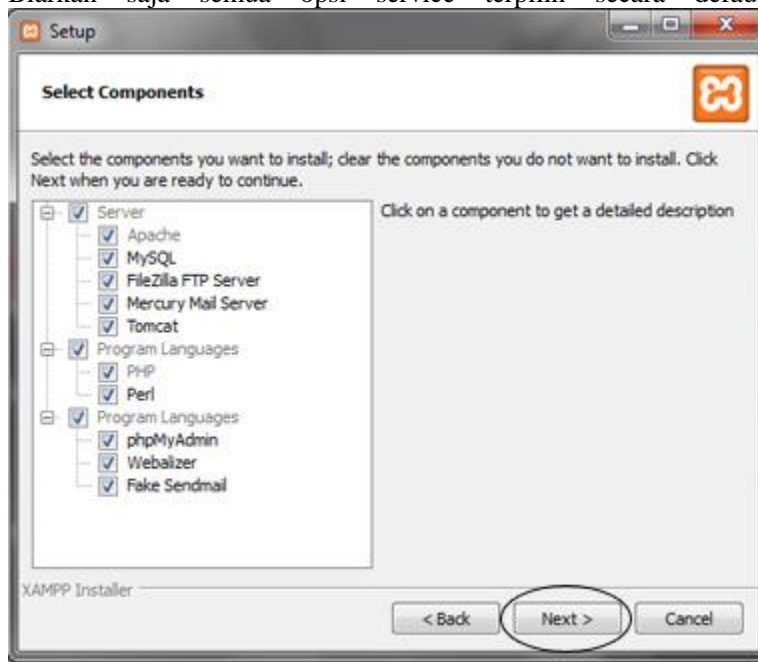 Biarkan saja semua opsi service terpilih secara
Setup
Select Components
Select the components you want to install; clear the components you do not want to install. Click
Next when you are ready to continue.
Server
Apache
MySQL
FileZilla FTP Server
Mercury Mail Server
Tomcat
Program Languages
PHP
Perl
Program Languages
phpMyAdmin
Webalizer
Fake Sendmail
Click on a component to get a detailed description
XAMPP Installer
< Back
Next >
Cancel